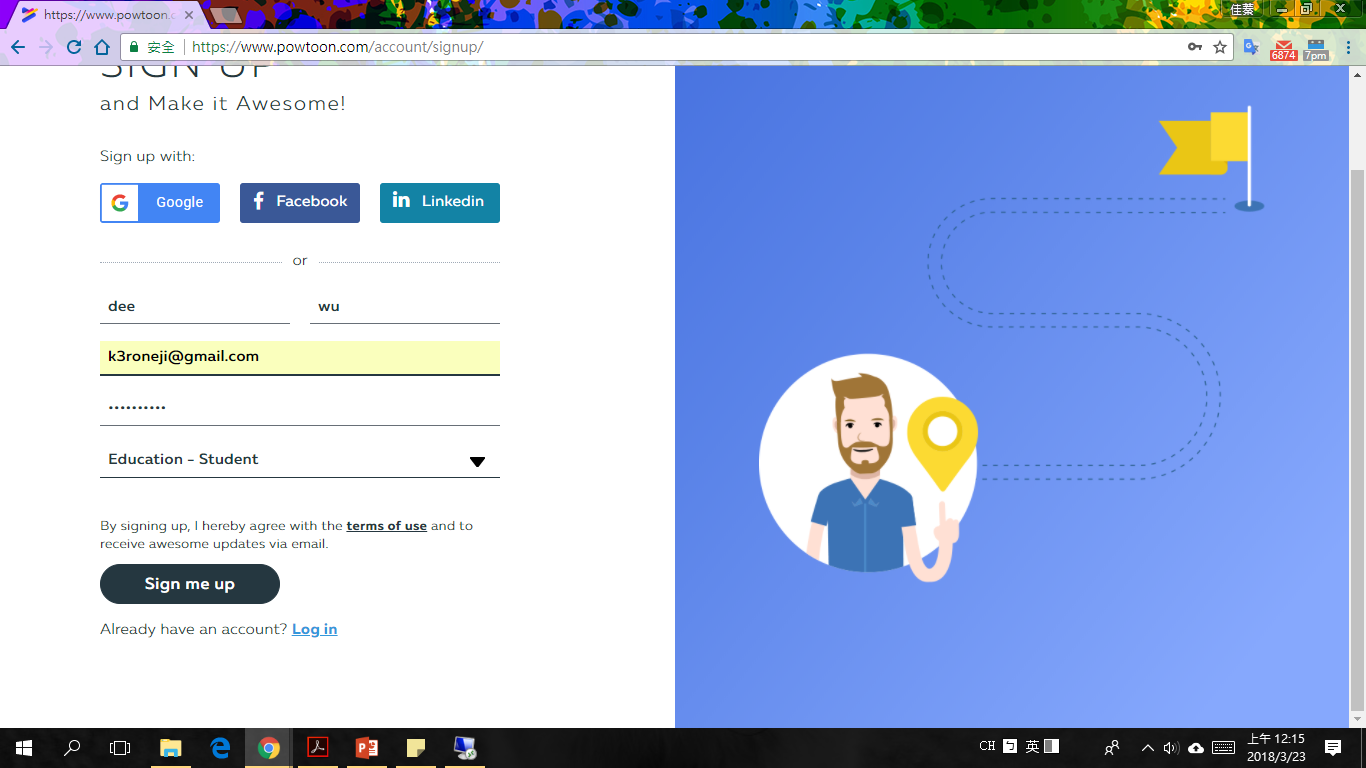 https://www.powtoon.c
佳蓁
安全 https://www.powtoon.com/account/signup/
6874
7pm
SIGN UP
and Make it Awesome!
Sign up with:
Google
Facebook
Linkedin
or
dee
wu
k3roneji@gmail.com
••••••••••
Education - Student
By signing up, I hereby agree with the terms of use and to
receive awesome updates via email.
Sign me up
Already have an account? Log in
CH
英
上午 12:15
2018/3/23